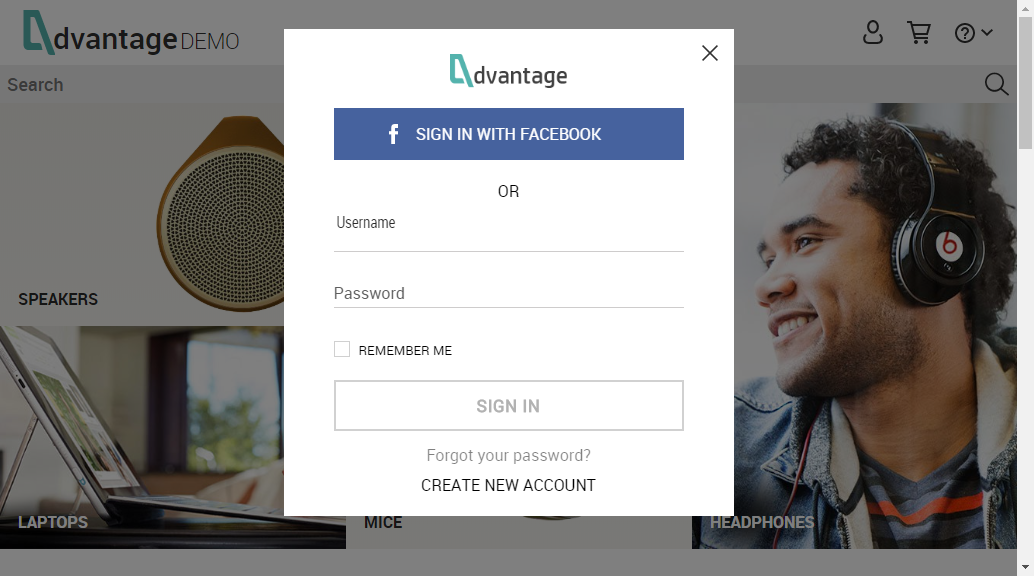 dvantage DEMO
Search
dvantage
SIGN IN WITH FACEBOOK
OR
Username
Password
REMEMBER ME
SIGN IN
Forgot your password?
CREATE NEW ACCOUNT
SPEAKERS
LAPTOPS
MICE
HEADPHONES